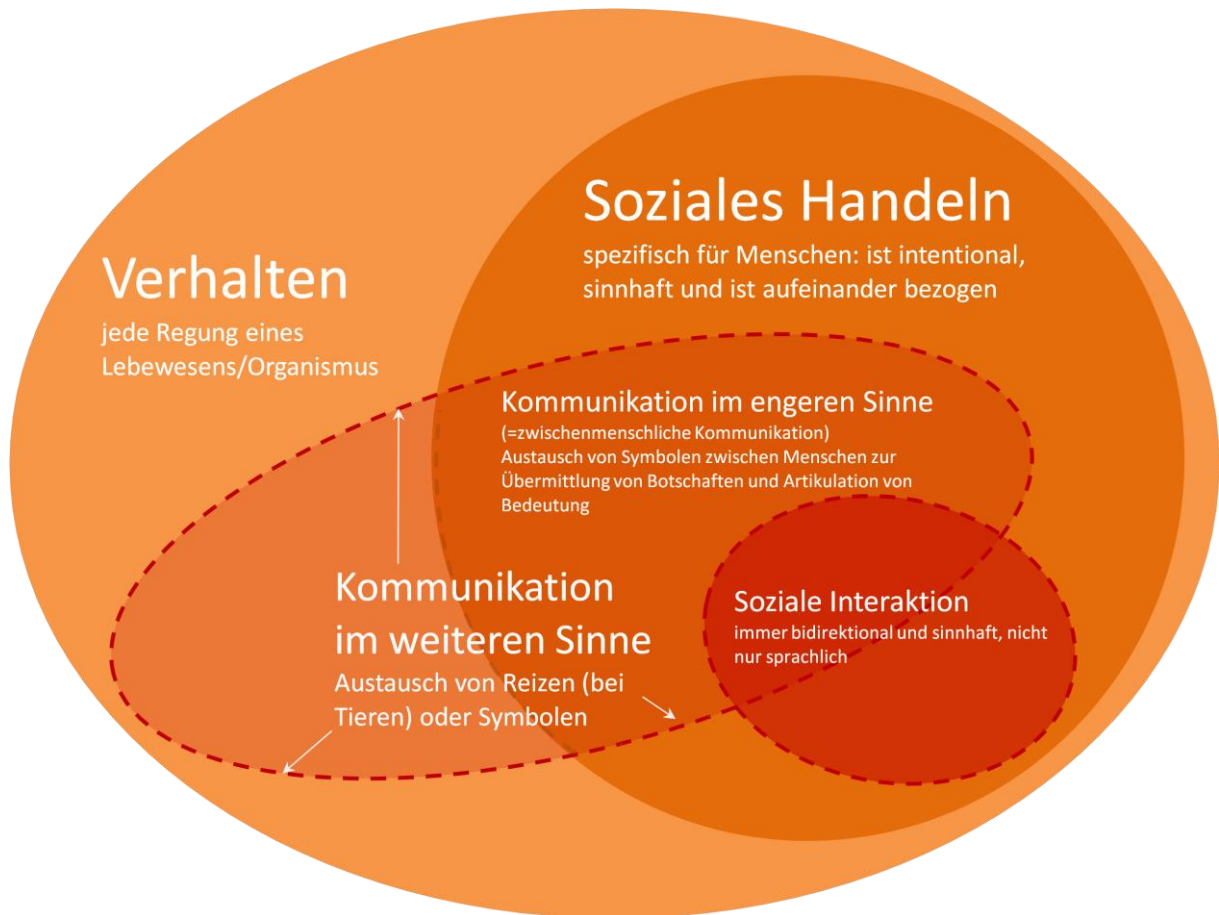 Verhalten
jede Regung eines
Lebewesens/Organismus
Soziales Handeln
spezifisch für Menschen: ist intentional,
sinnhaft und ist aufeinander bezogen
Kommunikation im engeren Sinne
(=zwischenmenschliche Kommunikation)
Austausch von Symbolen zwischen Menschen zur
Übermittlung von Botschaften und Artikulation von
Bedeutung
Kommunikation
im weiteren Sinne
Austausch von Reizen (bei
Tieren) oder Symbolen
Soziale Interaktion
immer bidirektional und sinnhaft, nicht
nur sprachlich